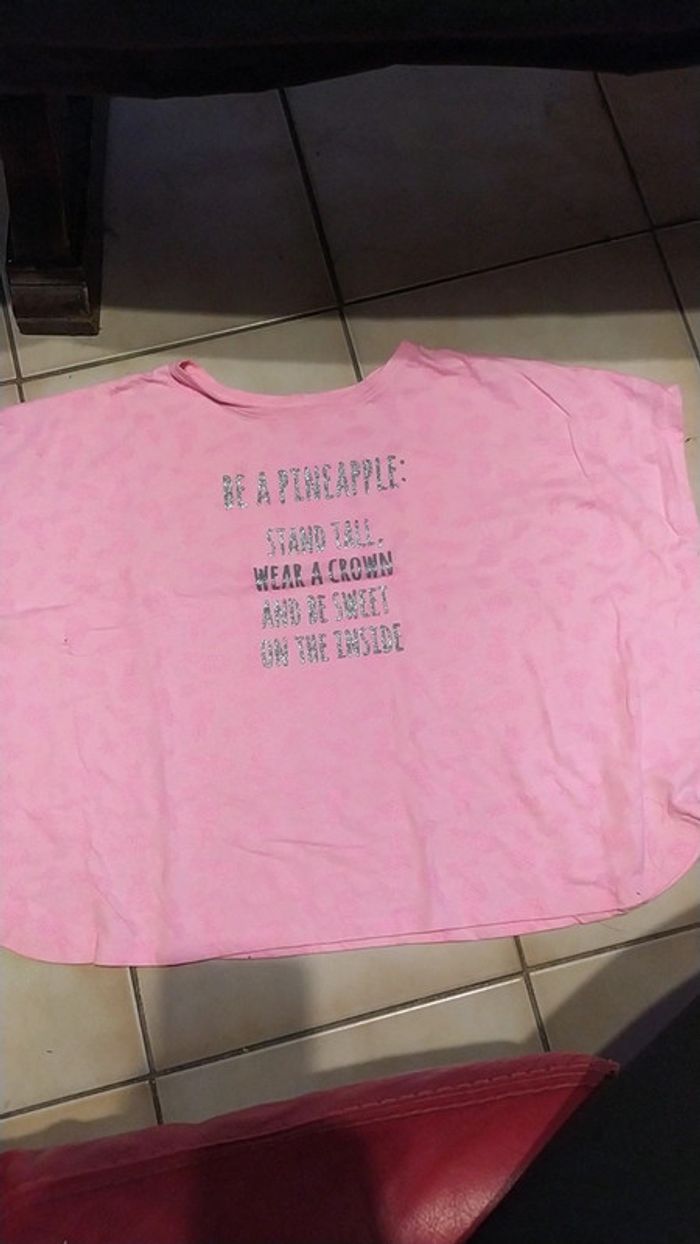 BE A PINEAPPLE:
STAND TALL,
WEAR A CROWN
AND BE SWEET
ON THE INSIDE